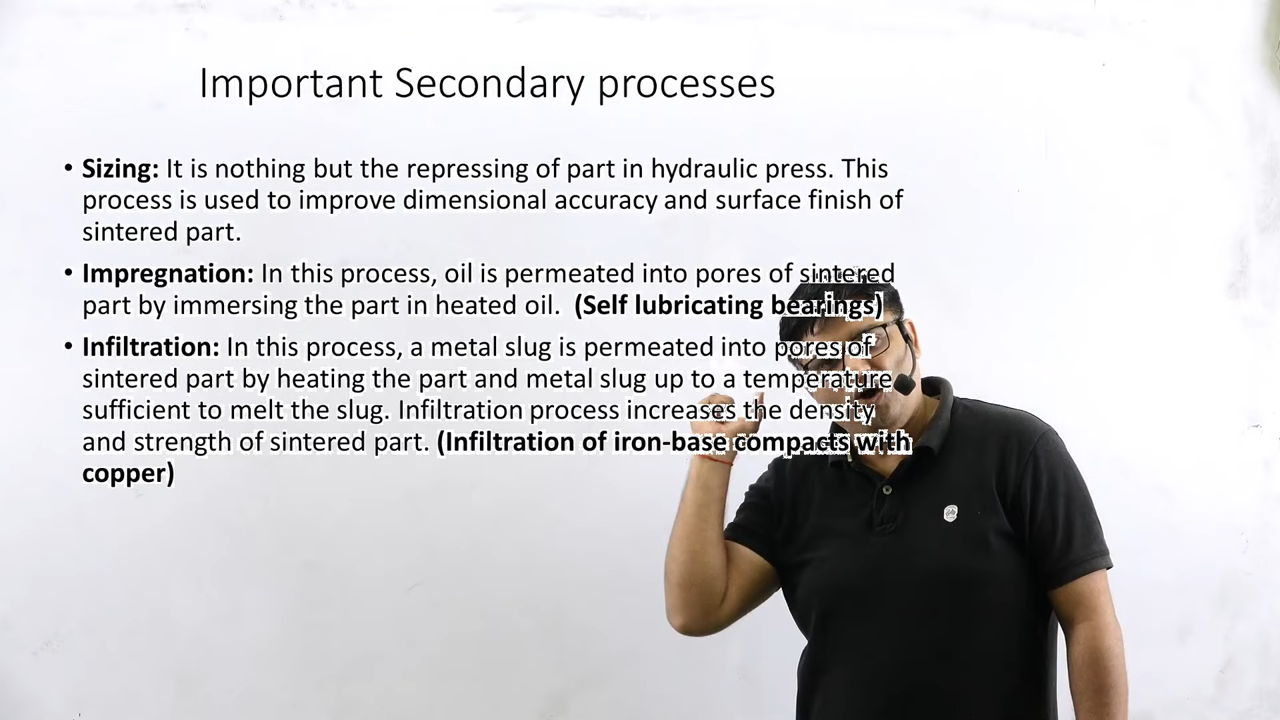 Important Secondary processes
• Sizing: It is nothing but the repressing of part in hydraulic press. This
process is used to improve dimensional accuracy and surface finish of
sintered part.
• Impregnation: In this process, oil is permeated into pores of sintered
part by immersing the part in heated oil. (Self lubricating bearings)
• Infiltration: In this process, a metal slug is permeated into pores of
sintered part by heating the part and metal slug up to a temperature
sufficient to melt the slug. Infiltration process increases the density
and strength of sintered part. (Infiltration of iron-base compacts with
copper)